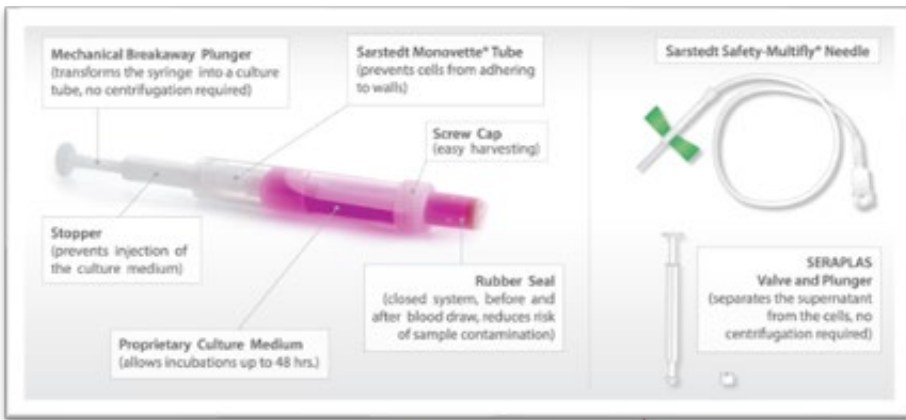 Mechanical Breakaway Plunger
(transforms the syringe into a culture
tube, no centrifugation required)
Sarstedt Monovette® Tube
(prevents cells from adhering
to walls)
Screw Cap
(easy harvesting)
Stopper
(prevents injection of
the culture medium)
Rubber Seal
(closed system, before and
after blood draw, reduces risk
of sample contamination)
Proprietary Culture Medium
(allows incubations up to 48 hrs.)
Sarstedt Safety-Multifly® Needle
SERAPLAS
Valve and Plunger
(separates the supernatant
from the cells, no
centrifugation required)